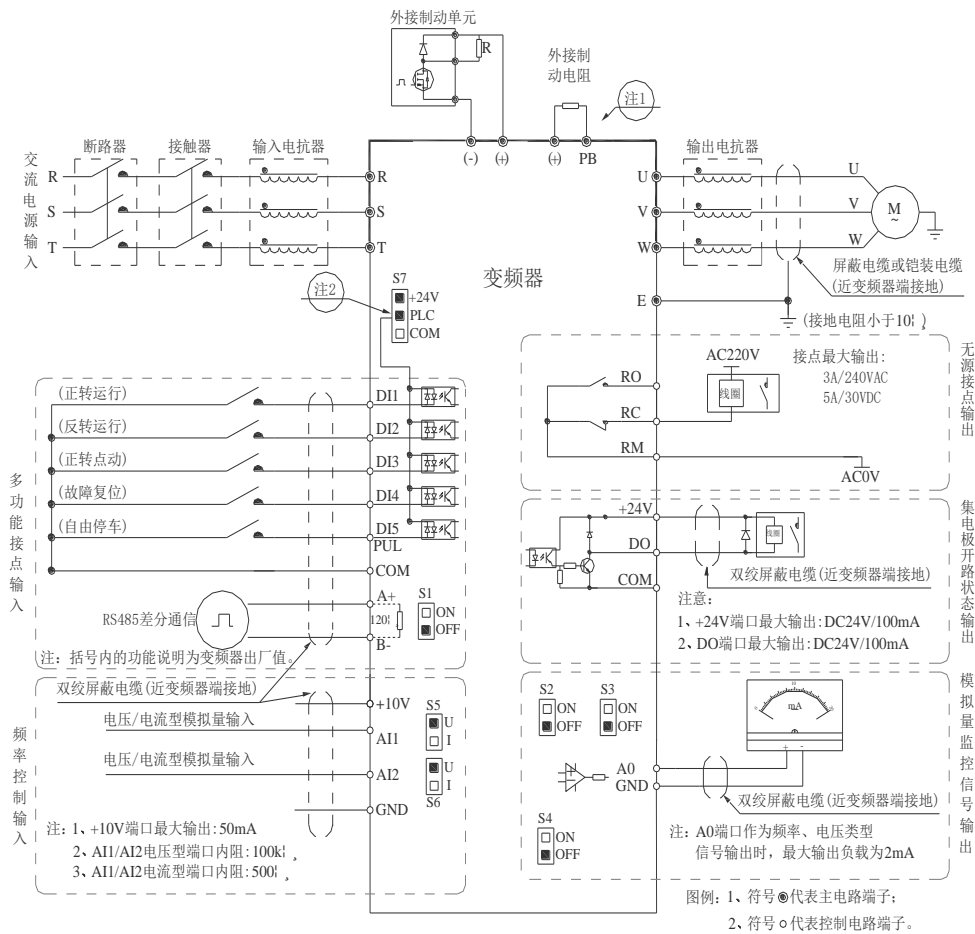 外接制动单元
R
外接制
动电阻
注1
(-)
(+)
(+)
PB
断路器
接触器
输入电抗器
输出电抗器
交流电源输入
R
S
T
R
S
T
U
V
W
U
V
W
M
~
变频器
屏蔽电缆或铠装电缆
(近变频器端接地)
E
(接地电阻小于10¦¸)
S7
注2
+24V
PLC
COM
多功能接点输入
(正转运行)
DI1
(反转运行)
DI2
(正转点动)
DI3
(故障复位)
DI4
(自由停车)
DI5
PUL
COM
RS485差分通信
A+
B-
120¦¸
S1
ON
OFF
注：括号内的功能说明为变频器出厂值。
双绞屏蔽电缆(近变频器端接地)
频率控制输入
+10V
电压/电流型模拟量输入
AI1
电压/电流型模拟量输入
AI2
GND
S5
U
I
U
I
S6
注：1、+10V端口最大输出:50mA
2、AI1/AI2电压型端口内阻:100k¦¸
3、AI1/AI2电流型端口内阻:500¦¸
无源接点输出
RO
RC
RM
AC220V
线圈
AC0V
接点最大输出:
3A/240VAC
5A/30VDC
集电极开路状态输出
+24V
DO
COM
线圈
双绞屏蔽电缆(近变频器端接地)
注意:
1、+24V端口最大输出:DC24V/100mA
2、DO端口最大输出:DC24V/100mA
模拟量监控信号输出
S2
ON
OFF
S3
ON
OFF
mA
+ -
A0
GND
双绞屏蔽电缆(近变频器端接地)
S4
ON
OFF
注：A0端口作为频率、电压类型
信号输出时，最大输出负载为2mA
图例：1、符号◉代表主电路端子;
2、符号○代表控制电路端子。